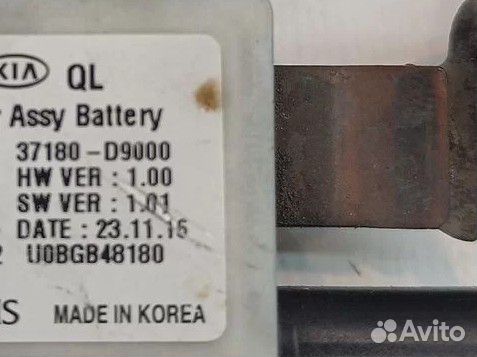 KIA QL
Assy Battery
37180-D9000
HW VER : 1.00
SW VER : 1.01
DATE : 23.11.15
U0BGB48180
MADE IN KOREA
Avito